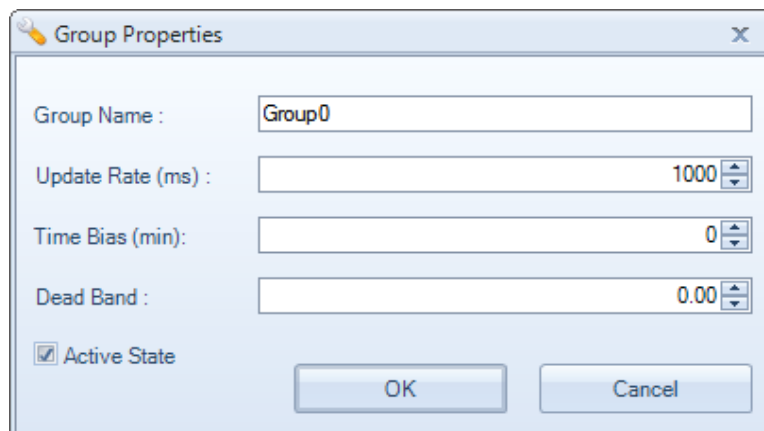 Group Properties
Group Name : Group0
Update Rate (ms) : 1000
Time Bias (min): 0
Dead Band : 0.00
Active State
OK Cancel